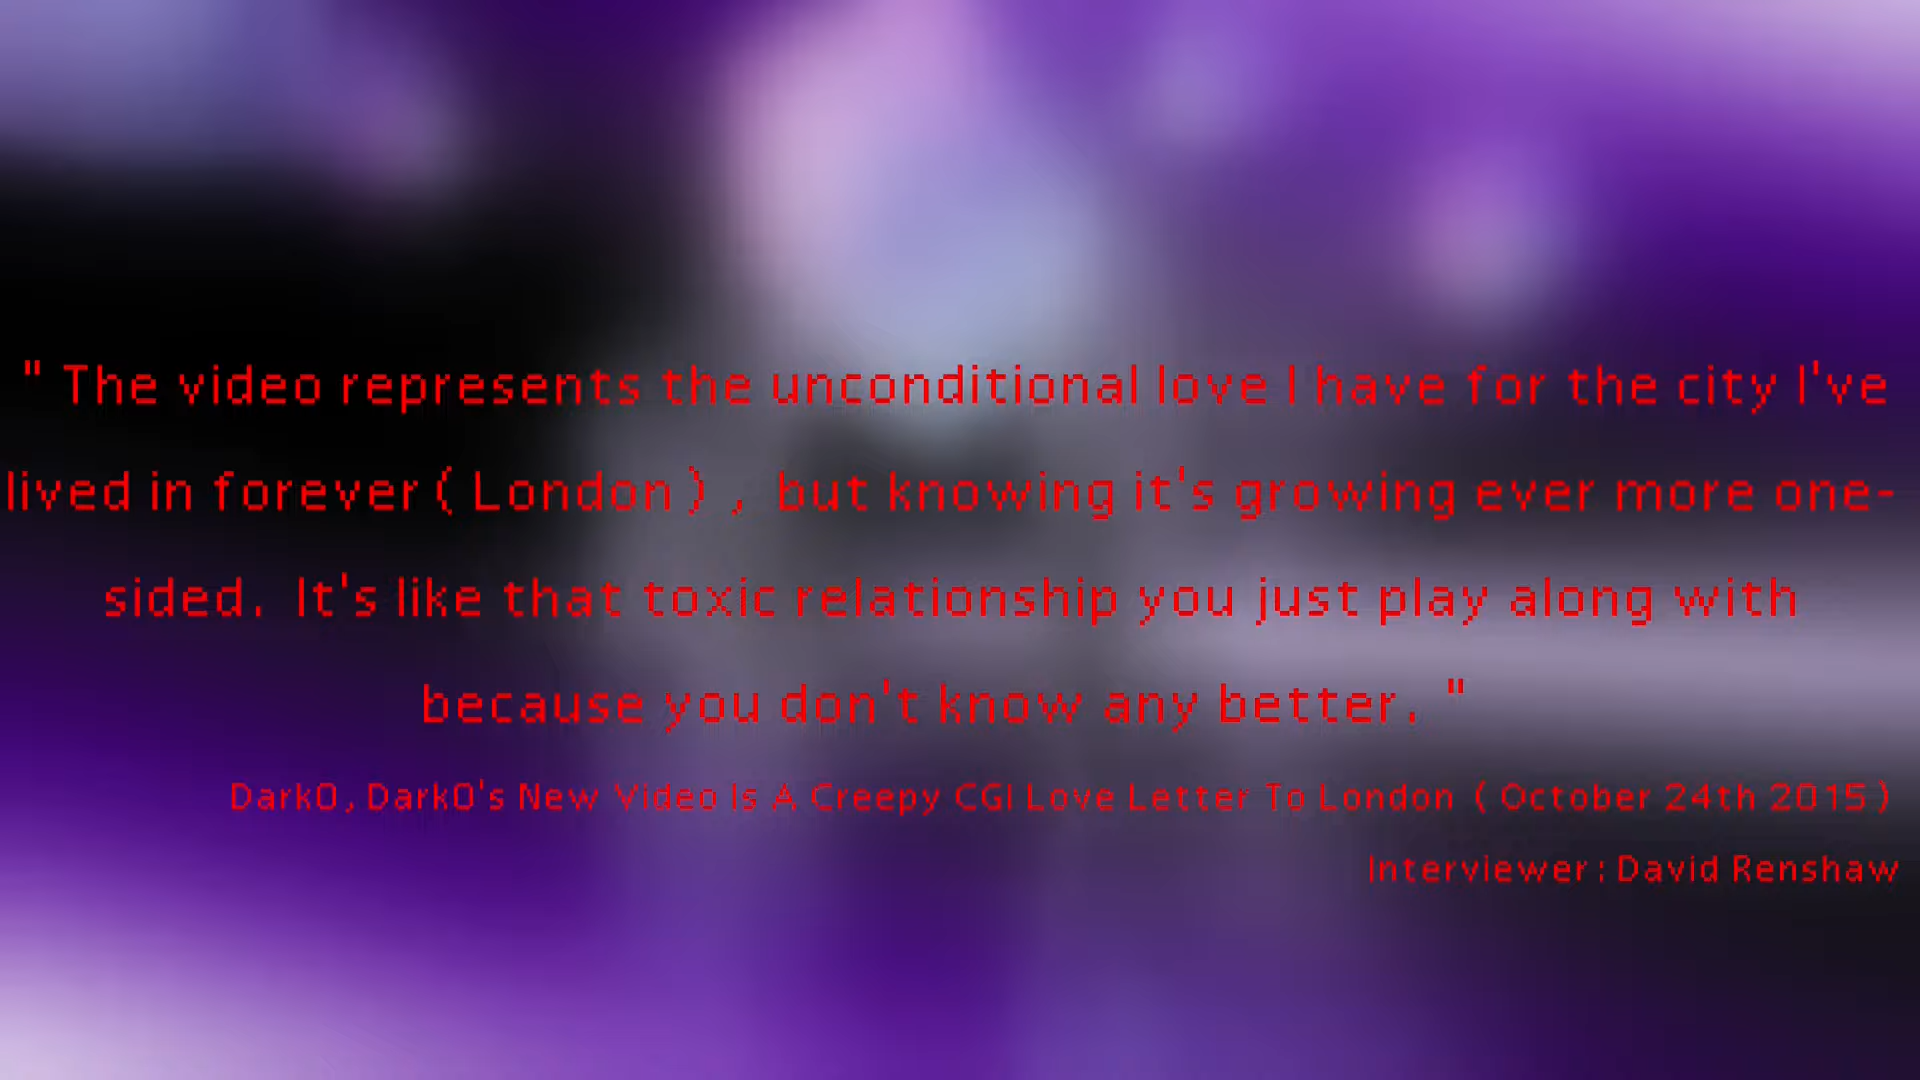 " The video represents the unconditional love I have for the city I've
lived in forever ( London ) , but knowing it's growing ever more one-
sided. It's like that toxic relationship you just play along with
because you don't know any better. "
Dark0, Dark0's New Video Is A Creepy CGI Love Letter To London ( October 24th 2015 )
Interviewer : David Renshaw